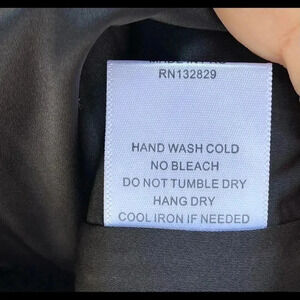 RN132829
HAND WASH COLD
NO BLEACH
DO NOT TUMBLE DRY
HANG DRY
COOL IRON IF NEEDED